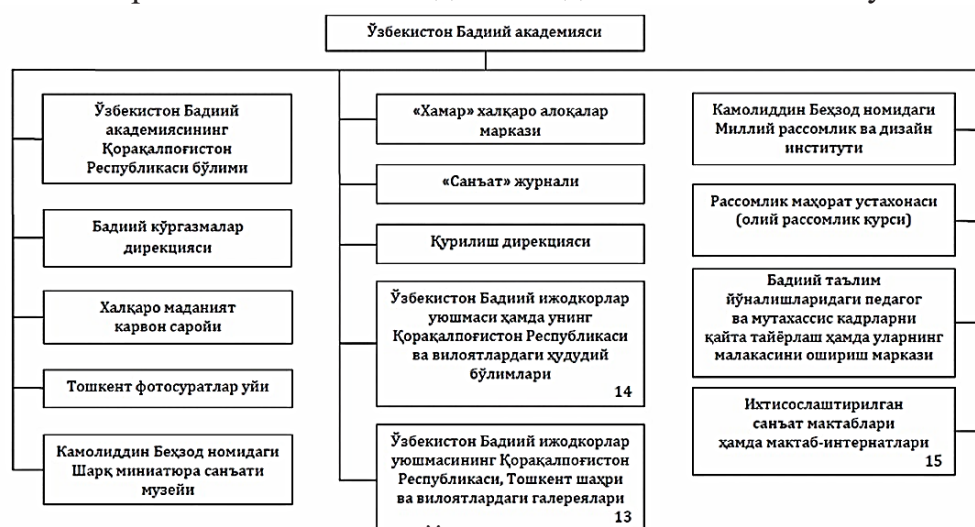 Ўзбекистон Бадиий академияси
Ўзбекистон Бадиий
академиясининг
Қорақалпоғистон
Республикаси бўлими
Бадиий кўргазмалар
дирекцияси
Халқаро маданият
карвон саройи
Тошкент фотосуратлар уйи
Камолиддин Беҳзод номидаги
Шарқ миниатюра санъати
музейи
«Хамар» халқаро алоқалар
маркази
«Санъат» журнали
Қурилиш дирекцияси
Ўзбекистон Бадиий ижодкорлар
уюшмаси ҳамда унинг
Қорақалпоғистон Республикаси
ва вилоятлардаги ҳудудий
бўлимлари
14
Ўзбекистон Бадиий ижодкорлар
уюшмасининг Қорақалпоғистон
Республикаси, Тошкент шаҳри
ва вилоятлардаги галереялари
13
Камолиддин Беҳзод номидаги
Миллий рассомлик ва дизайн
институти
Рассомлик маҳорат устахонаси
(олий рассомлик курси)
Бадиий таълим
йўналишларидаги педагог
ва мутахассис кадрларни
қайта тайёрлаш ҳамда уларнинг
малакасини ошириш маркази
Ихтисослаштирилган
санъат мактаблари
ҳамда мактаб-интернатлари
15